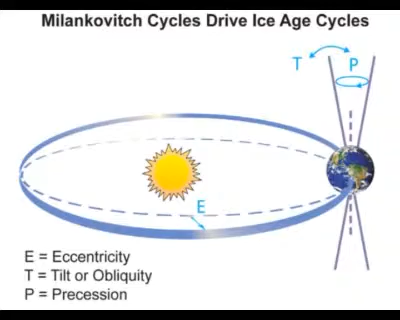 Milankovitch Cycles Drive Ice Age Cycles
T
P
E
E = Eccentricity
T = Tilt or Obliquity
P = Precession